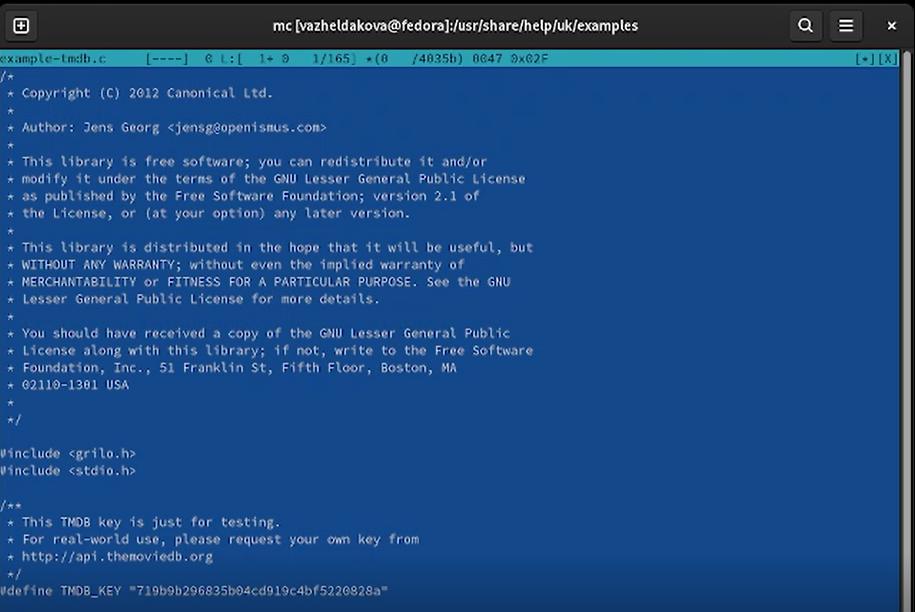 mc [vazheldakova@fedora]:/usr/share/help/uk/examples
example-tmdb.c [----] 0 L:[ 1+ 0 1/165] *(0 /4035b) 0047 0x02F [*][X]
/*
* Copyright (C) 2012 Canonical Ltd.
*
* Author: Jens Georg <jensg@openismus.com>
*
* This library is free software; you can redistribute it and/or
* modify it under the terms of the GNU Lesser General Public License
* as published by the Free Software Foundation; version 2.1 of
* the License, or (at your option) any later version.
*
* This library is distributed in the hope that it will be useful, but
* WITHOUT ANY WARRANTY; without even the implied warranty of
* MERCHANTABILITY or FITNESS FOR A PARTICULAR PURPOSE. See the GNU
* Lesser General Public License for more details.
*
* You should have received a copy of the GNU Lesser General Public
* License along with this library; if not, write to the Free Software
* Foundation, Inc., 51 Franklin St, Fifth Floor, Boston, MA
* 02110-1301 USA
*
*/
#include <grilo.h>
#include <stdio.h>
/**
* This TMDB key is just for testing.
* For real-world use, please request your own key from
* http://api.themoviedb.org
*/
#define TMDB_KEY "719b9b296835b04cd919c4bf5220828a"